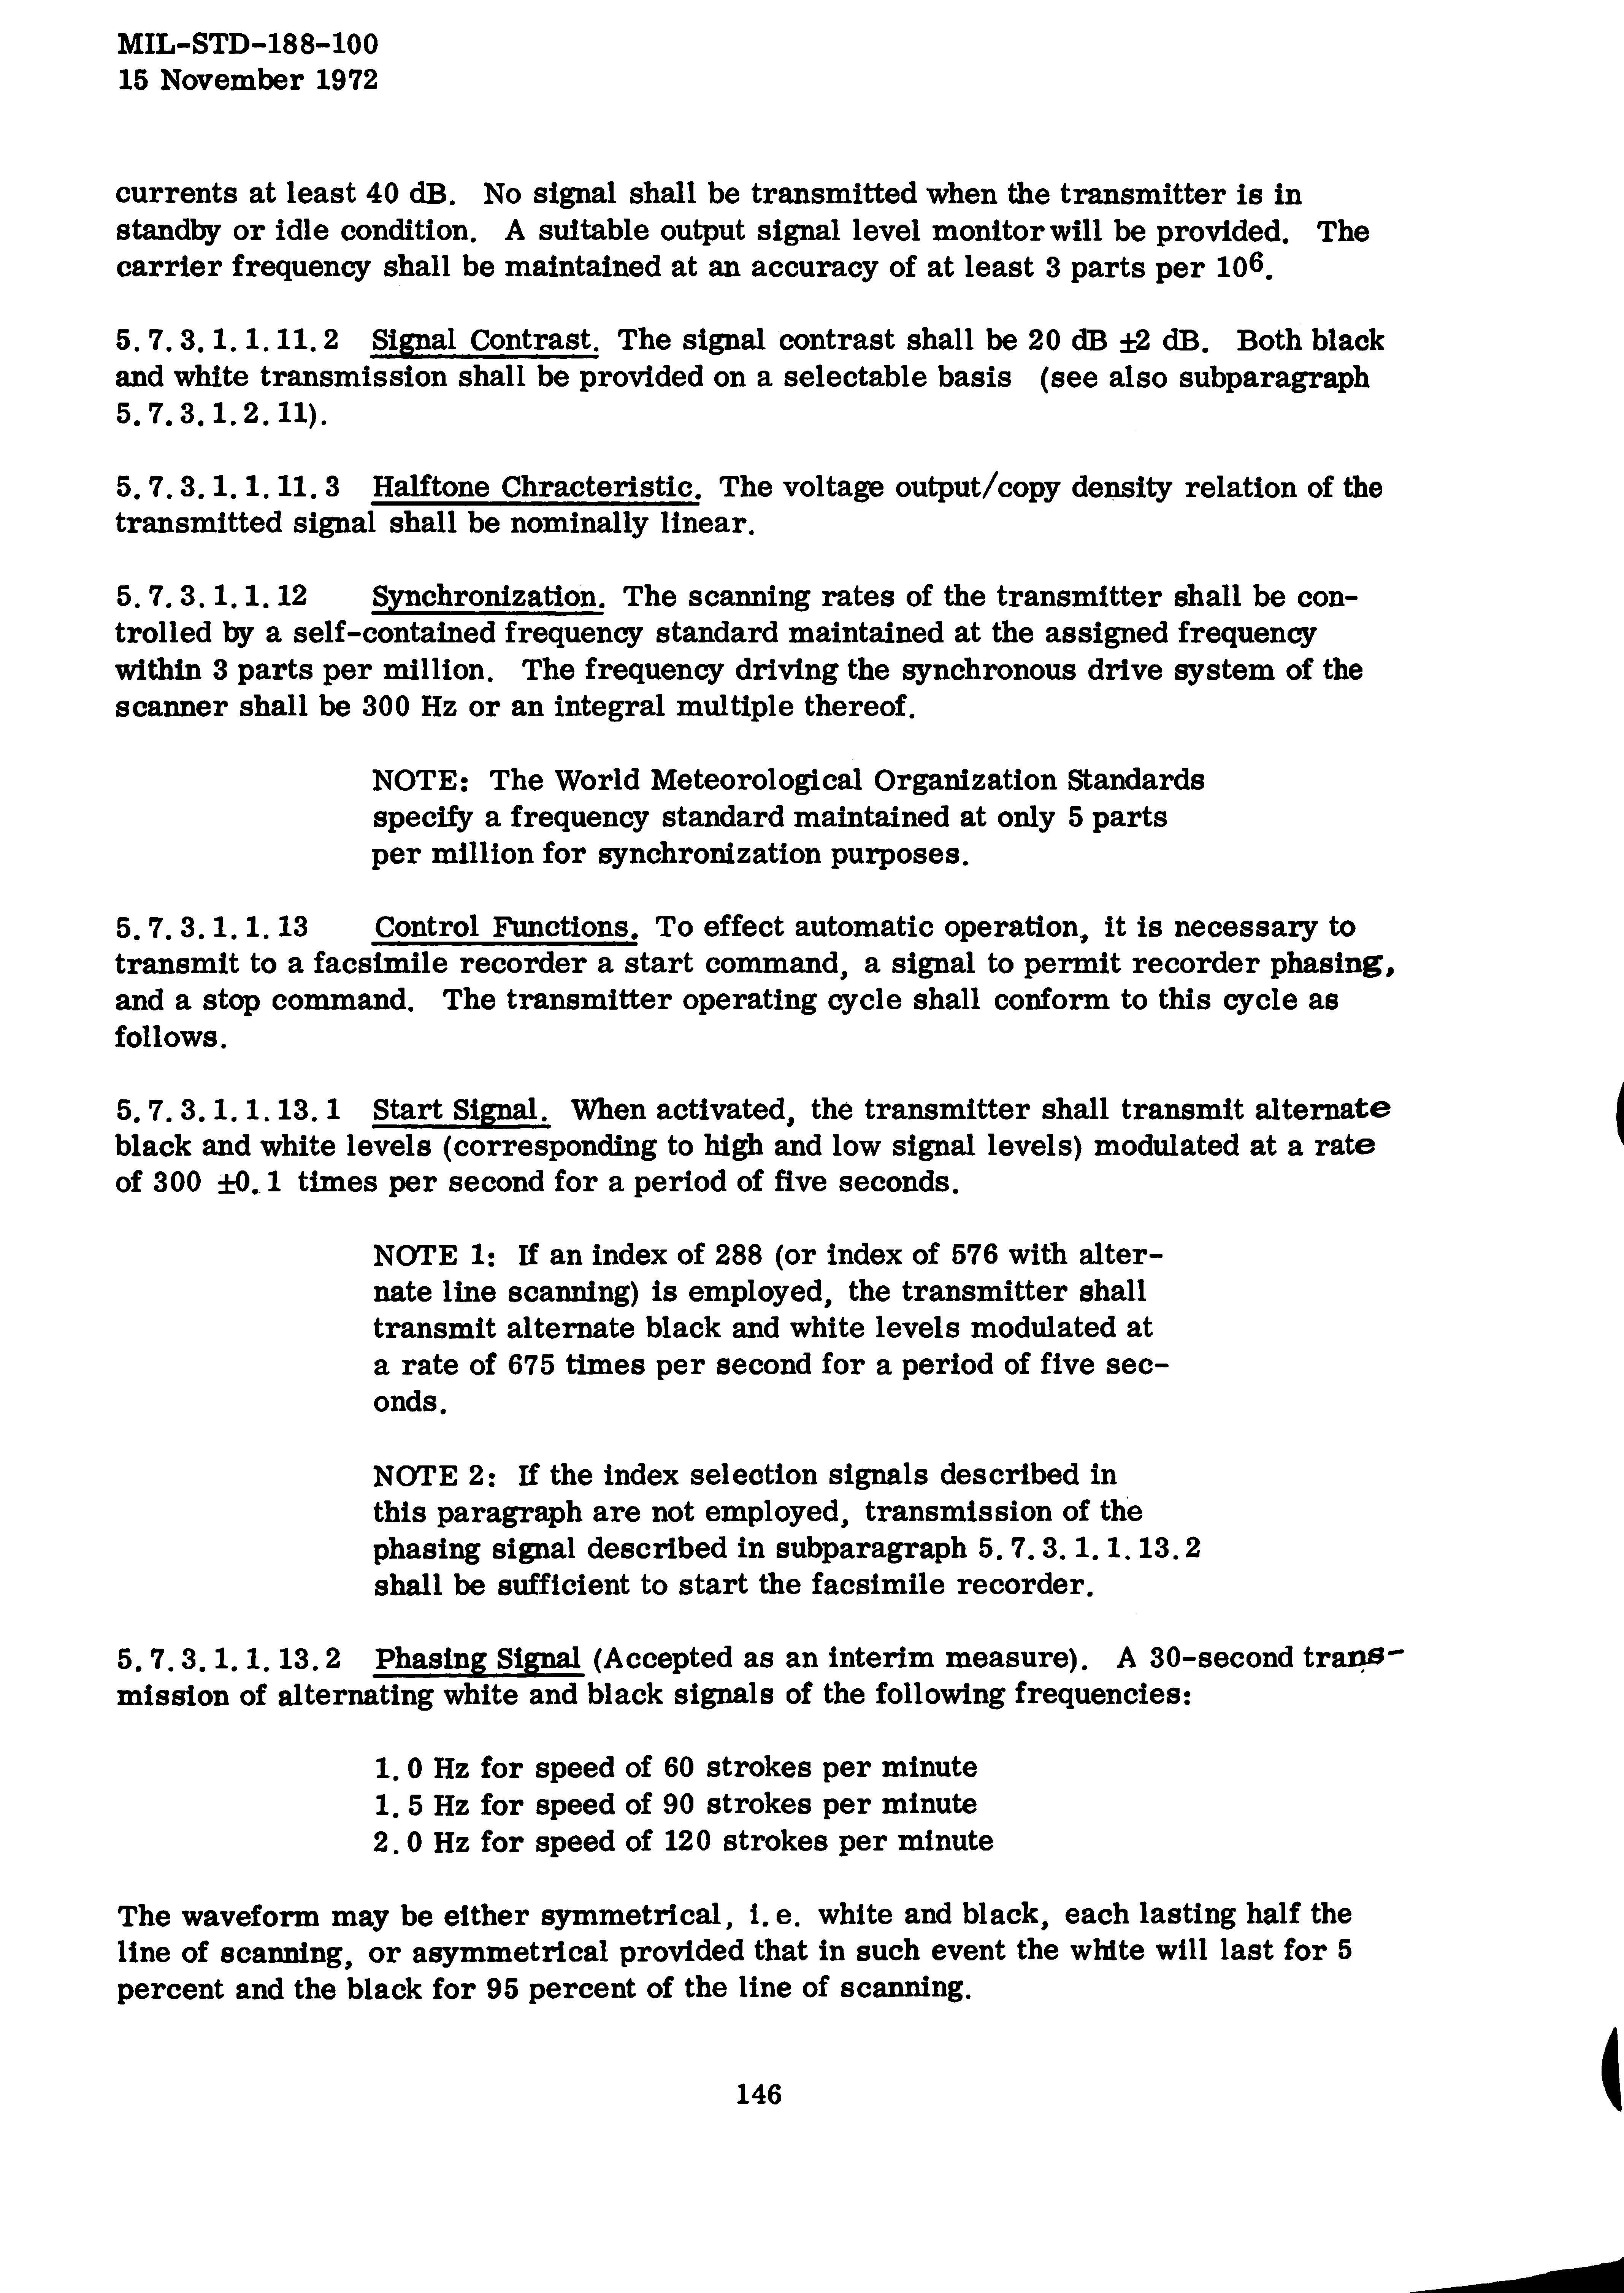 MIL-STD-188-100
15 November 1972
currents at least 40 dB. No signal shall be transmitted when the transmitter is in
standby or idle condition. A suitable output signal level monitor will be provided. The
carrier frequency shall be maintained at an accuracy of at least 3 parts per 10⁶.
5.7.3.1.1.11.2 Signal Contrast. The signal contrast shall be 20 dB ±2 dB. Both black
and white transmission shall be provided on a selectable basis (see also subparagraph
5.7.3.1.2.11).
5.7.3.1.1.11.3 Halftone Chracteristic. The voltage output/copy density relation of the
transmitted signal shall be nominally linear.
5.7.3.1.1.12 Synchronization. The scanning rates of the transmitter shall be con-
trolled by a self-contained frequency standard maintained at the assigned frequency
within 3 parts per million. The frequency driving the synchronous drive system of the
scanner shall be 300 Hz or an integral multiple thereof.
NOTE: The World Meteorological Organization Standards
specify a frequency standard maintained at only 5 parts
per million for synchronization purposes.
5.7.3.1.1.13 Control Functions. To effect automatic operation, it is necessary to
transmit to a facsimile recorder a start command, a signal to permit recorder phasing,
and a stop command. The transmitter operating cycle shall conform to this cycle as
follows.
5.7.3.1.1.13.1 Start Signal. When activated, the transmitter shall transmit alternate
black and white levels (corresponding to high and low signal levels) modulated at a rate
of 300 ±0.1 times per second for a period of five seconds.
NOTE 1: If an index of 288 (or index of 576 with alter-
nate line scanning) is employed, the transmitter shall
transmit alternate black and white levels modulated at
a rate of 675 times per second for a period of five sec-
onds.
NOTE 2: If the index selection signals described in
this paragraph are not employed, transmission of the
phasing signal described in subparagraph 5.7.3.1.1.13.2
shall be sufficient to start the facsimile recorder.
5.7.3.1.1.13.2 Phasing Signal (Accepted as an interim measure). A 30-second trans-
mission of alternating white and black signals of the following frequencies:
1.0 Hz for speed of 60 strokes per minute
1.5 Hz for speed of 90 strokes per minute
2.0 Hz for speed of 120 strokes per minute
The waveform may be either symmetrical, i.e. white and black, each lasting half the
line of scanning, or asymmetrical provided that in such event the white will last for 5
percent and the black for 95 percent of the line of scanning.
146